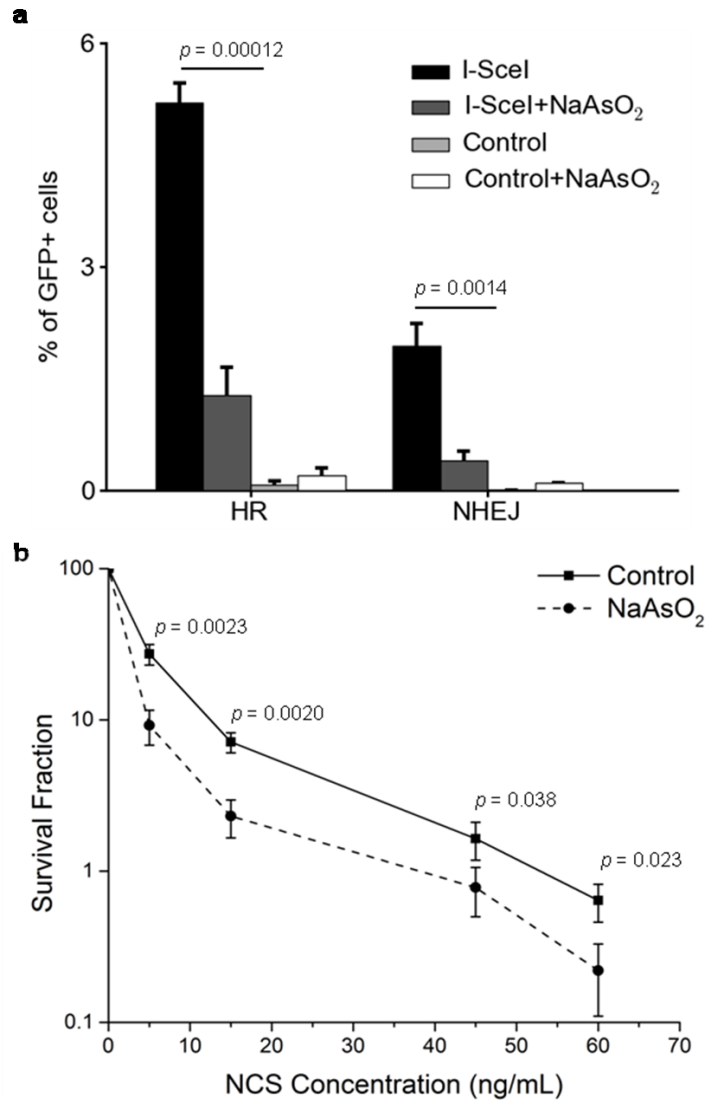 a
6
p = 0.00012
I-SceI
I-SceI+NaAsO₂
Control
Control+NaAsO₂
% of GFP+ cells
3
p = 0.0014
0
HR
NHEJ
b
100
Control
NaAsO₂
p = 0.0023
p = 0.0020
10
Survival Fraction
p = 0.038
p = 0.023
1
0.1
0 10 20 30 40 50 60 70
NCS Concentration (ng/mL)